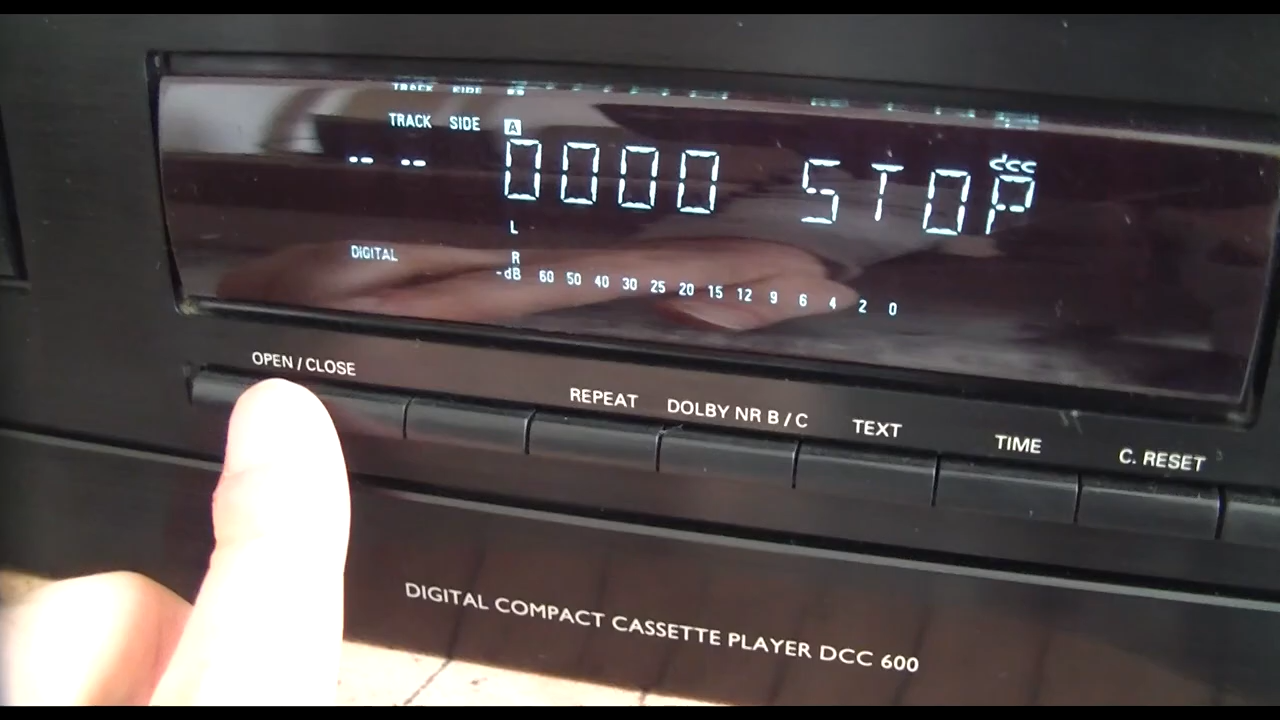 TRACK SIDE A
-- -- 0000 STOP dcc
L
DIGITAL R
-dB 60 50 40 30 25 20 15 12 9 6 4 2 0
OPEN / CLOSE REPEAT DOLBY NR B / C TEXT TIME C. RESET
DIGITAL COMPACT CASSETTE PLAYER DCC 600